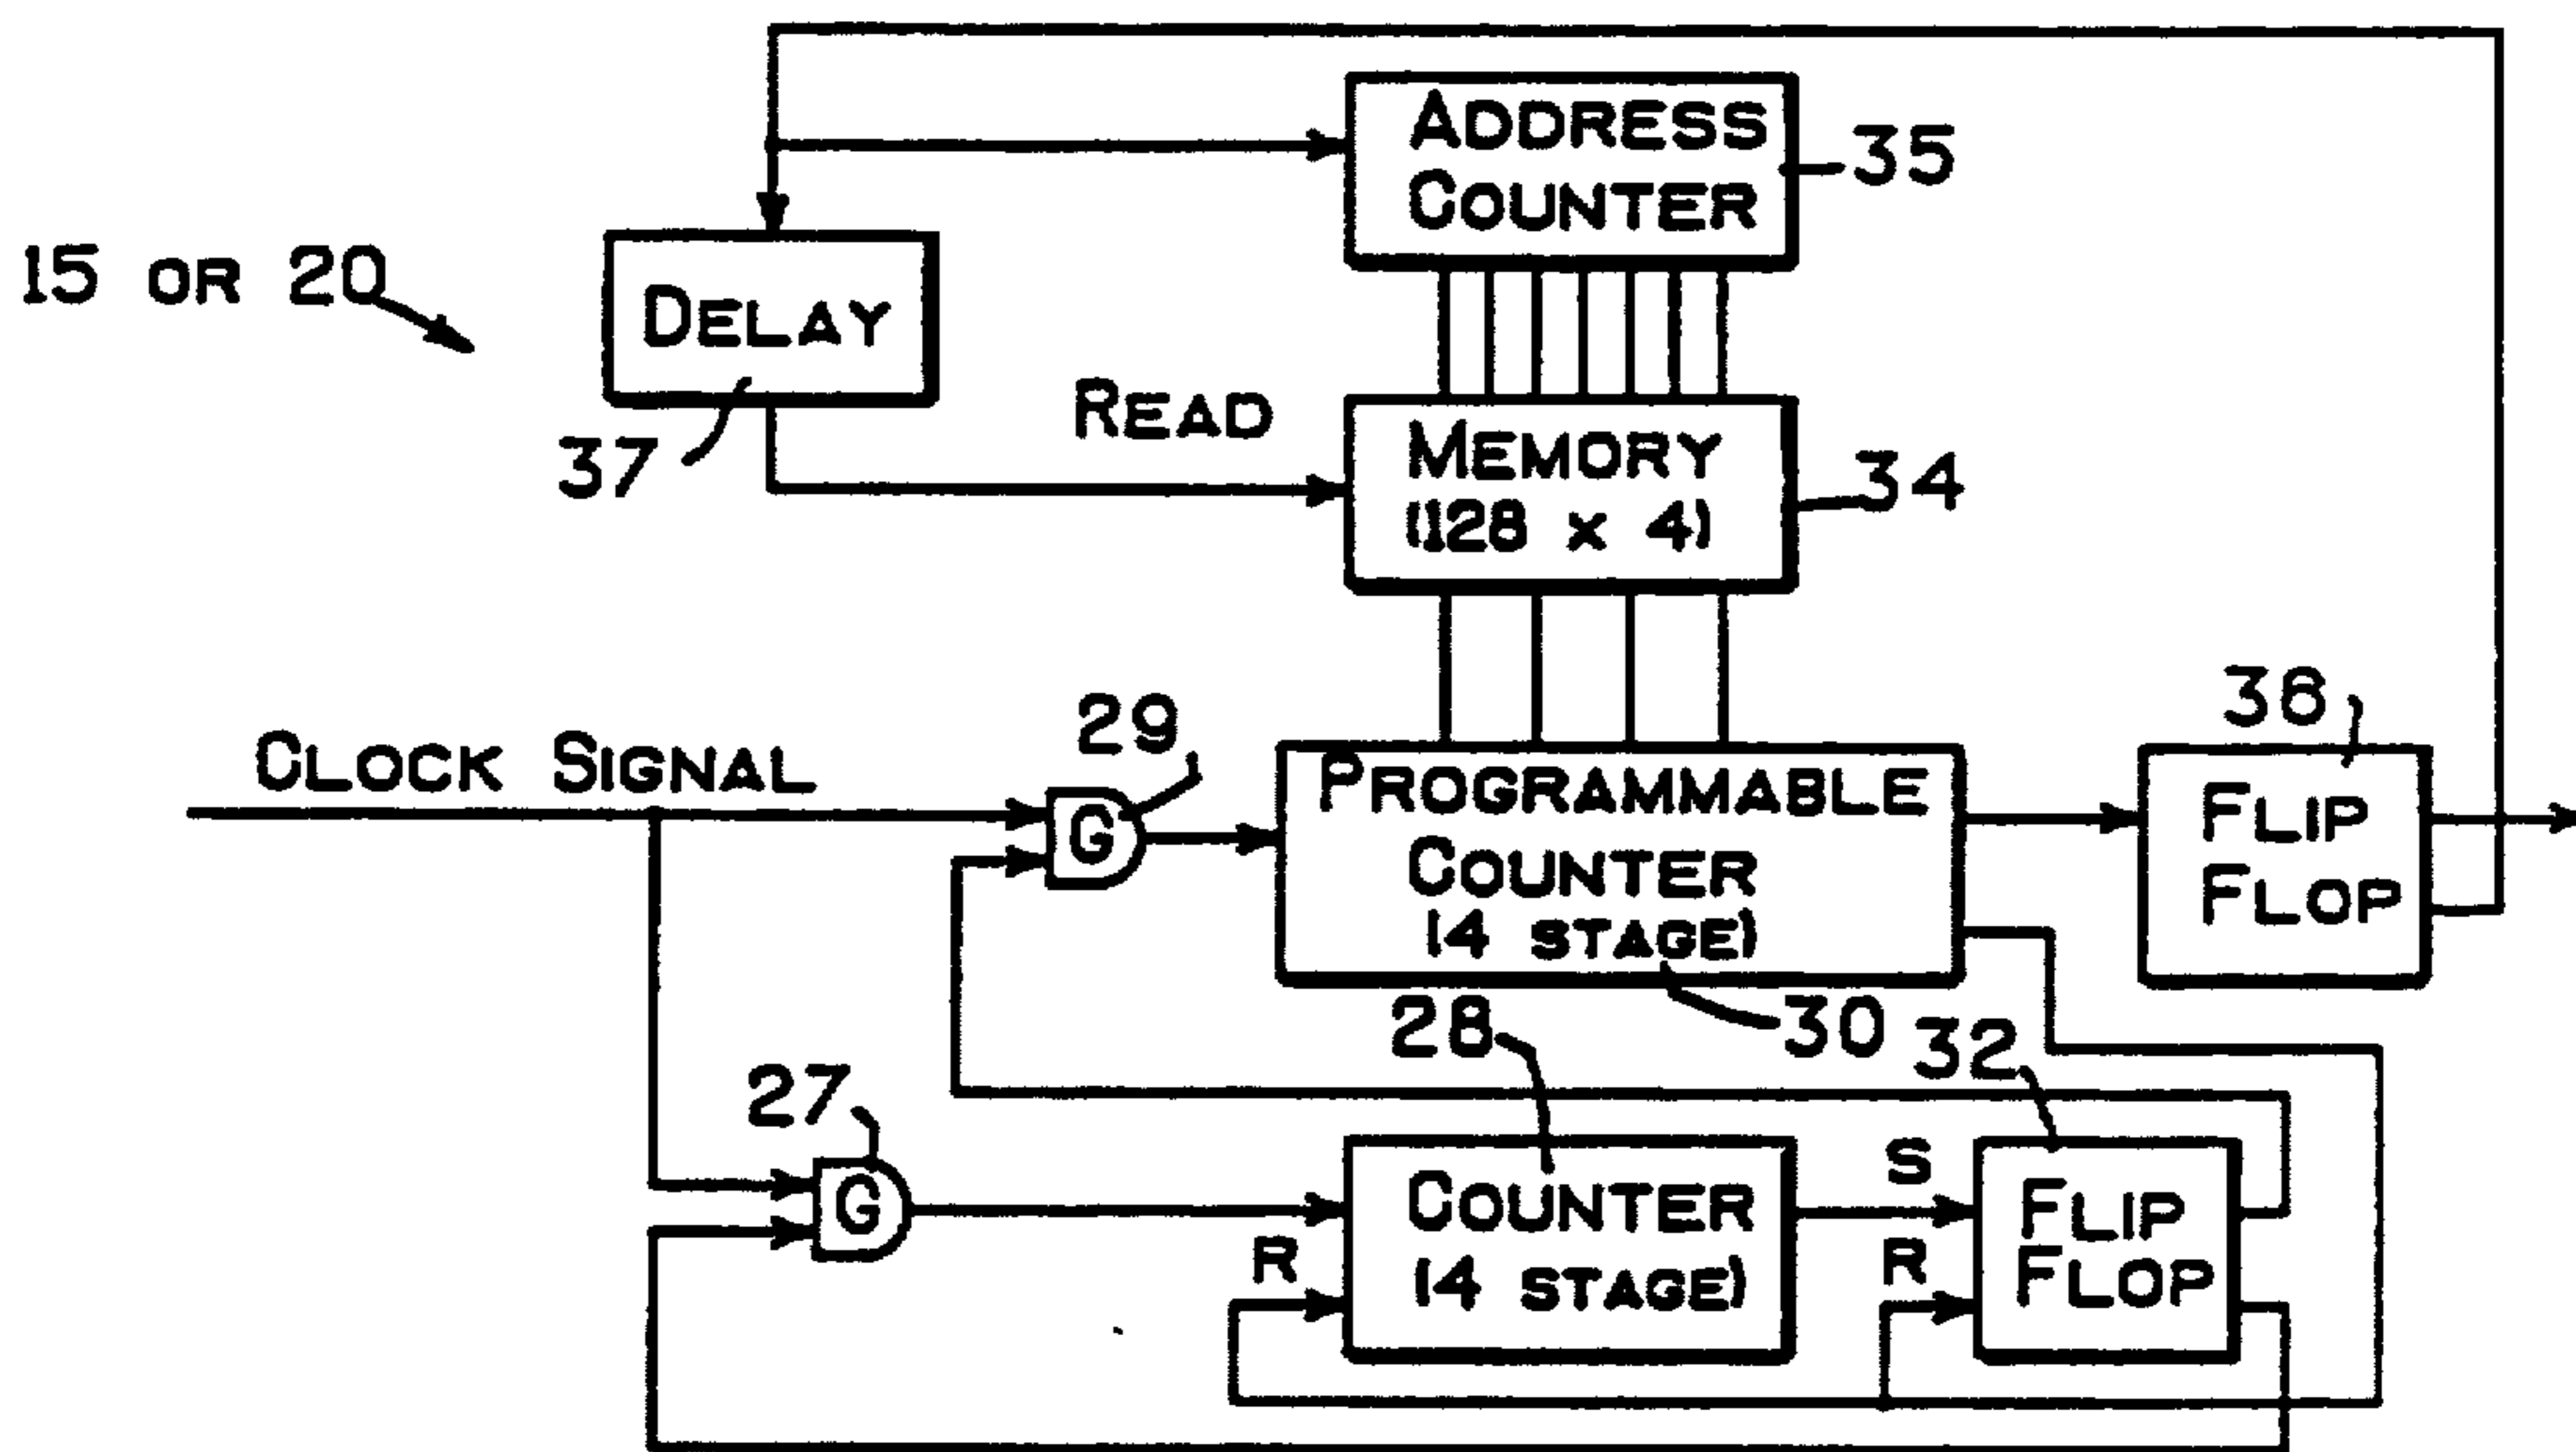 ADDRESS
COUNTER
35
15 OR 20
DELAY
37
READ
MEMORY
(128 x 4)
34
CLOCK SIGNAL
29
G
PROGRAMMABLE
COUNTER
(4 STAGE)
30
38
FLIP
FLOP
27
G
28
R
COUNTER
(4 STAGE)
32
S
R
FLIP
FLOP